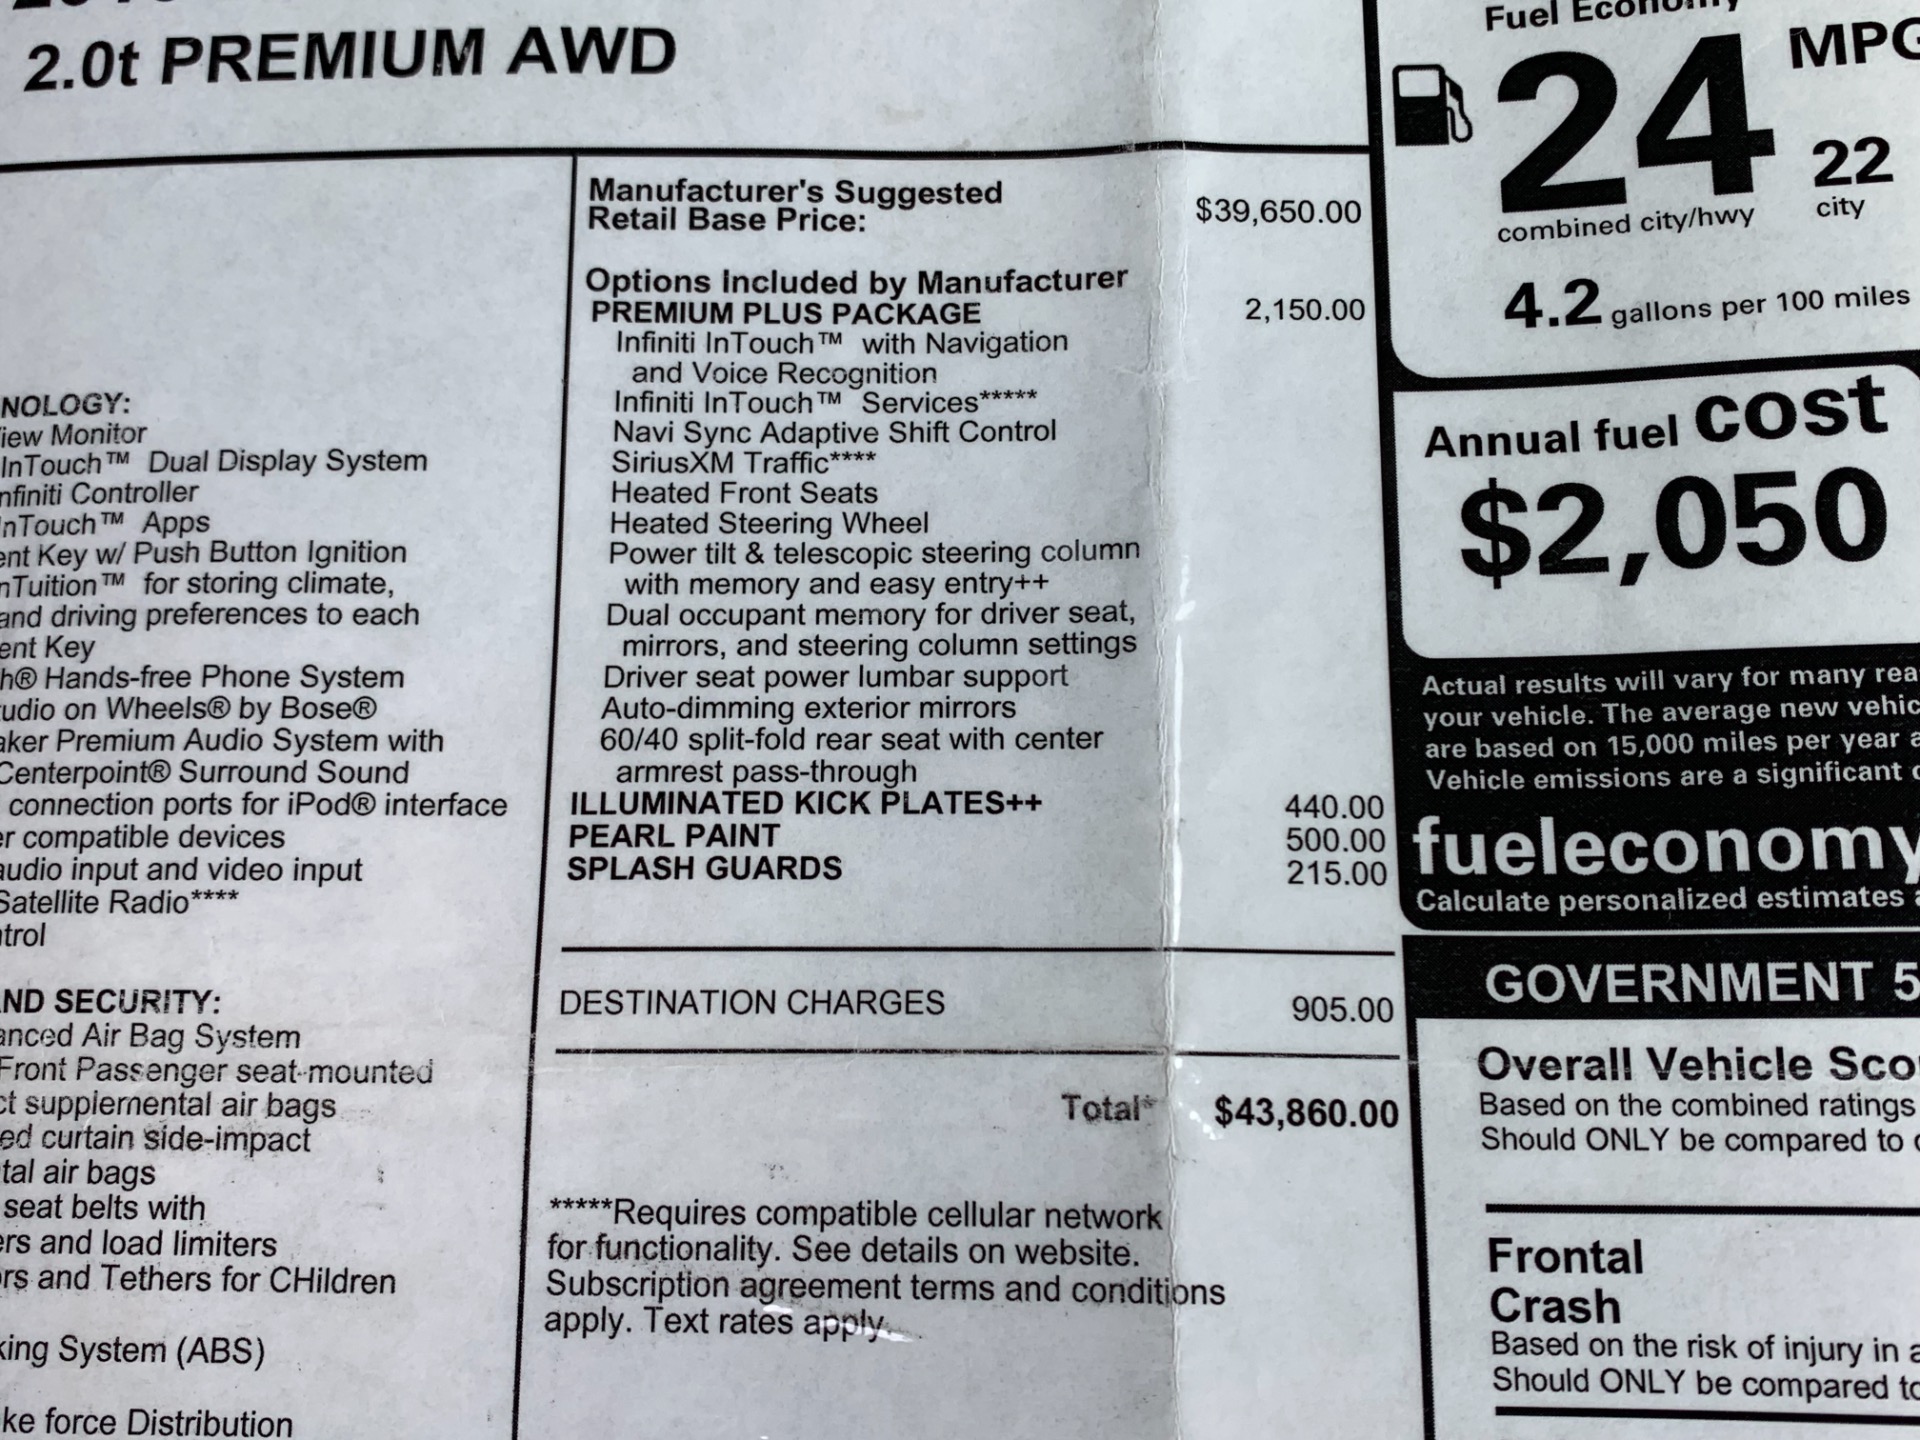 2.0t PREMIUM AWD
NOLOGY:
iew Monitor
InTouch™ Dual Display System
nfiniti Controller
InTouch™ Apps
ent Key w/ Push Button Ignition
nTuition™ for storing climate,
and driving preferences to each
ent Key
h® Hands-free Phone System
udio on Wheels® by Bose®
aker Premium Audio System with
Centerpoint® Surround Sound
connection ports for iPod® interface
er compatible devices
audio input and video input
Satellite Radio****
trol
ND SECURITY:
anced Air Bag System
Front Passenger seat-mounted
ct supplemental air bags
ed curtain side-impact
tal air bags
seat belts with
ers and load limiters
ors and Tethers for CHildren
king System (ABS)
ke force Distribution
Manufacturer's Suggested
Retail Base Price: $39,650.00
Options Included by Manufacturer
PREMIUM PLUS PACKAGE 2,150.00
Infiniti InTouch™ with Navigation
and Voice Recognition
Infiniti InTouch™ Services*****
Navi Sync Adaptive Shift Control
SiriusXM Traffic****
Heated Front Seats
Heated Steering Wheel
Power tilt & telescopic steering column
with memory and easy entry++
Dual occupant memory for driver seat,
mirrors, and steering column settings
Driver seat power lumbar support
Auto-dimming exterior mirrors
60/40 split-fold rear seat with center
armrest pass-through
ILLUMINATED KICK PLATES++ 440.00
PEARL PAINT 500.00
SPLASH GUARDS 215.00
DESTINATION CHARGES 905.00
Total* $43,860.00
*****Requires compatible cellular network
for functionality. See details on website.
Subscription agreement terms and conditions
apply. Text rates apply.
Fuel Economy
24 MPG
22
combined city/hwy city
4.2 gallons per 100 miles
Annual fuel cost
$2,050
Actual results will vary for many rea
your vehicle. The average new vehic
are based on 15,000 miles per year a
Vehicle emissions are a significant c
fueleconomy
Calculate personalized estimates a
GOVERNMENT 5
Overall Vehicle Sco
Based on the combined ratings
Should ONLY be compared to o
Frontal
Crash
Based on the risk of injury in a
Should ONLY be compared to